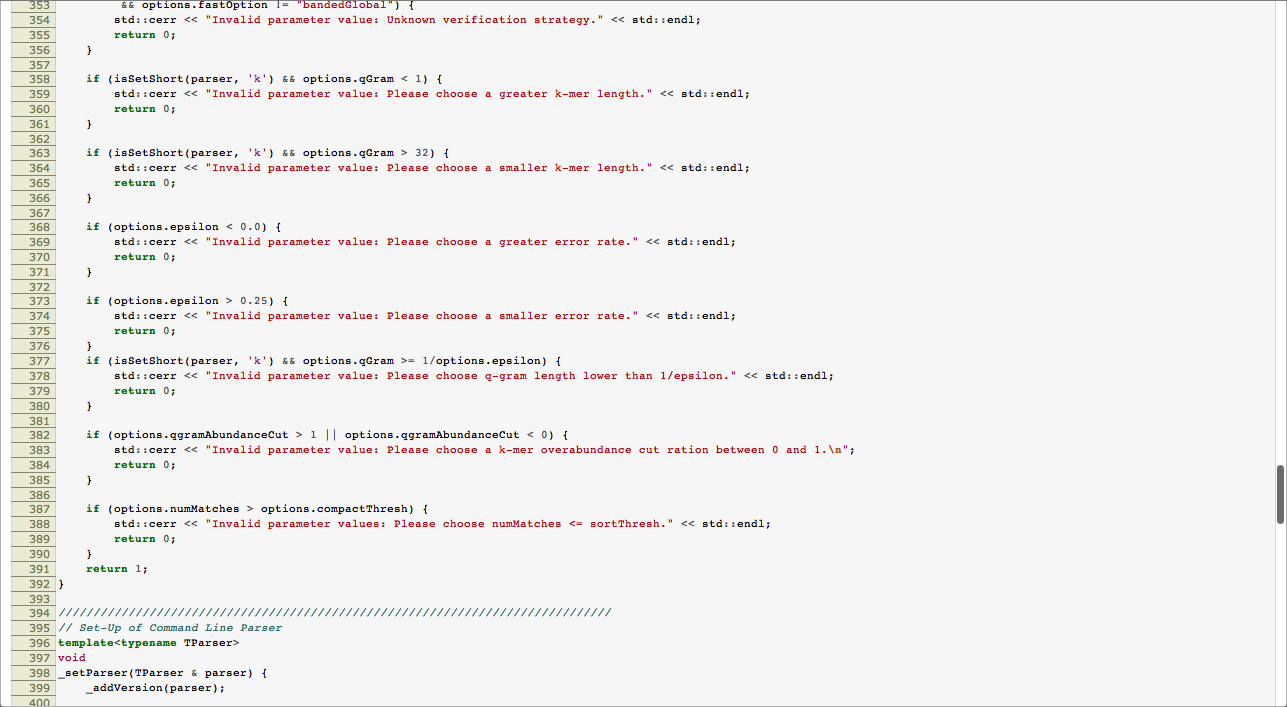 353          && options.fastOption != "bandedGlobal") {
354         std::cerr << "Invalid parameter value: Unknown verification strategy." << std::endl;
355         return 0;
356     }
357
358     if (isSetShort(parser, 'k') && options.qGram < 1) {
359         std::cerr << "Invalid parameter value: Please choose a greater k-mer length." << std::endl;
360         return 0;
361     }
362
363     if (isSetShort(parser, 'k') && options.qGram > 32) {
364         std::cerr << "Invalid parameter value: Please choose a smaller k-mer length." << std::endl;
365         return 0;
366     }
367
368     if (options.epsilon < 0.0) {
369         std::cerr << "Invalid parameter value: Please choose a greater error rate." << std::endl;
370         return 0;
371     }
372
373     if (options.epsilon > 0.25) {
374         std::cerr << "Invalid parameter value: Please choose a smaller error rate." << std::endl;
375         return 0;
376     }
377     if (isSetShort(parser, 'k') && options.qGram >= 1/options.epsilon) {
378         std::cerr << "Invalid parameter value: Please choose q-gram length lower than 1/epsilon." << std::endl;
379         return 0;
380     }
381
382     if (options.qgramAbundanceCut > 1 || options.qgramAbundanceCut < 0) {
383         std::cerr << "Invalid parameter value: Please choose a k-mer overabundance cut ration between 0 and 1.\n";
384         return 0;
385     }
386
387     if (options.numMatches > options.compactThresh) {
388         std::cerr << "Invalid parameter values: Please choose numMatches <= sortThresh." << std::endl;
389         return 0;
390     }
391     return 1;
392 }
393
394 ///////////////////////////////////////////////////////////////////////////////
395 // Set-Up of Command Line Parser
396 template<typename TParser>
397 void
398 _setParser(TParser & parser) {
399     _addVersion(parser);
400